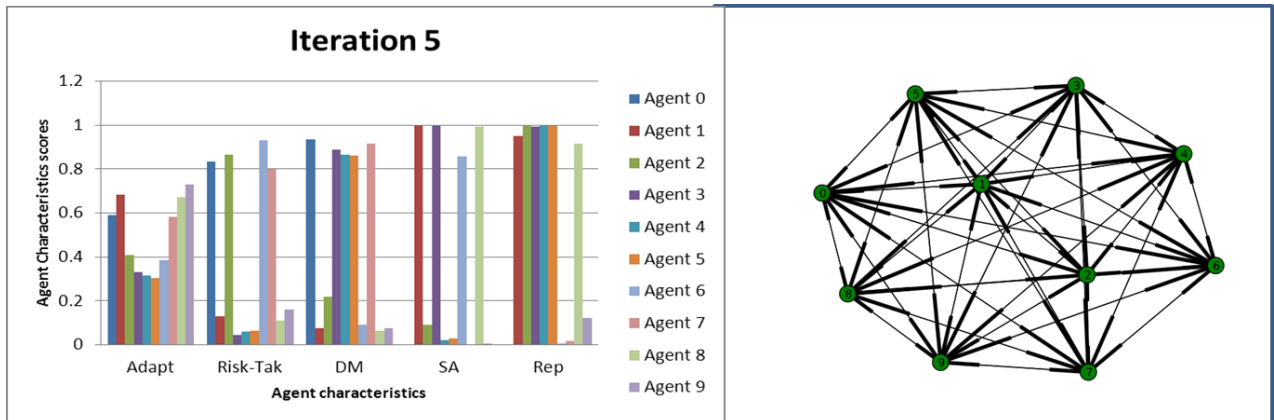 Iteration 5
1.2
1
0.8
0.6
0.4
0.2
0
Agent Characteristics scores
Adapt Risk-Tak DM SA Rep
Agent characteristics
Agent 0
Agent 1
Agent 2
Agent 3
Agent 4
Agent 5
Agent 6
Agent 7
Agent 8
Agent 9
3
5
4
1
0
6
2
8
9
7